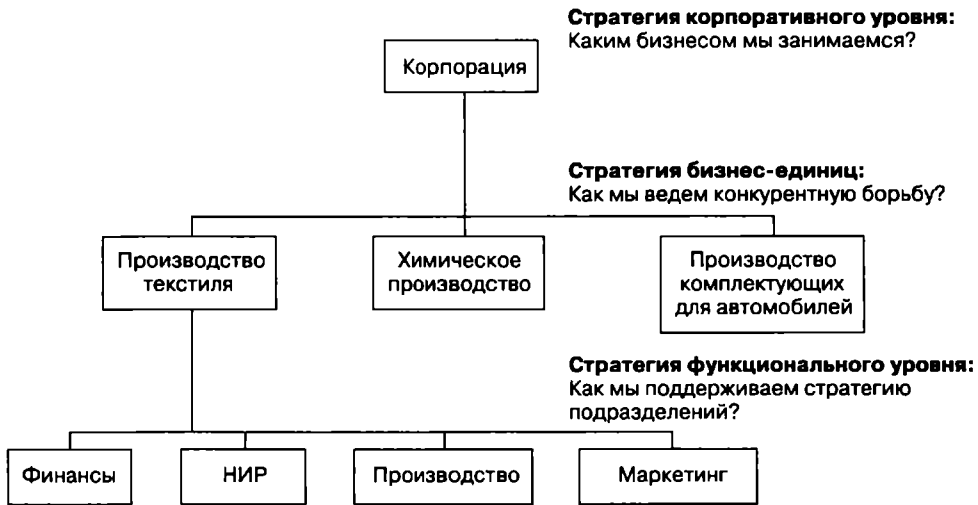 Стратегия корпоративного уровня:
Каким бизнесом мы занимаемся?
Корпорация
Стратегия бизнес-единиц:
Как мы ведем конкурентную борьбу?
Производство
текстиля
Химическое
производство
Производство
комплектующих
для автомобилей
Стратегия функционального уровня:
Как мы поддерживаем стратегию
подразделений?
Финансы
НИР
Производство
Маркетинг